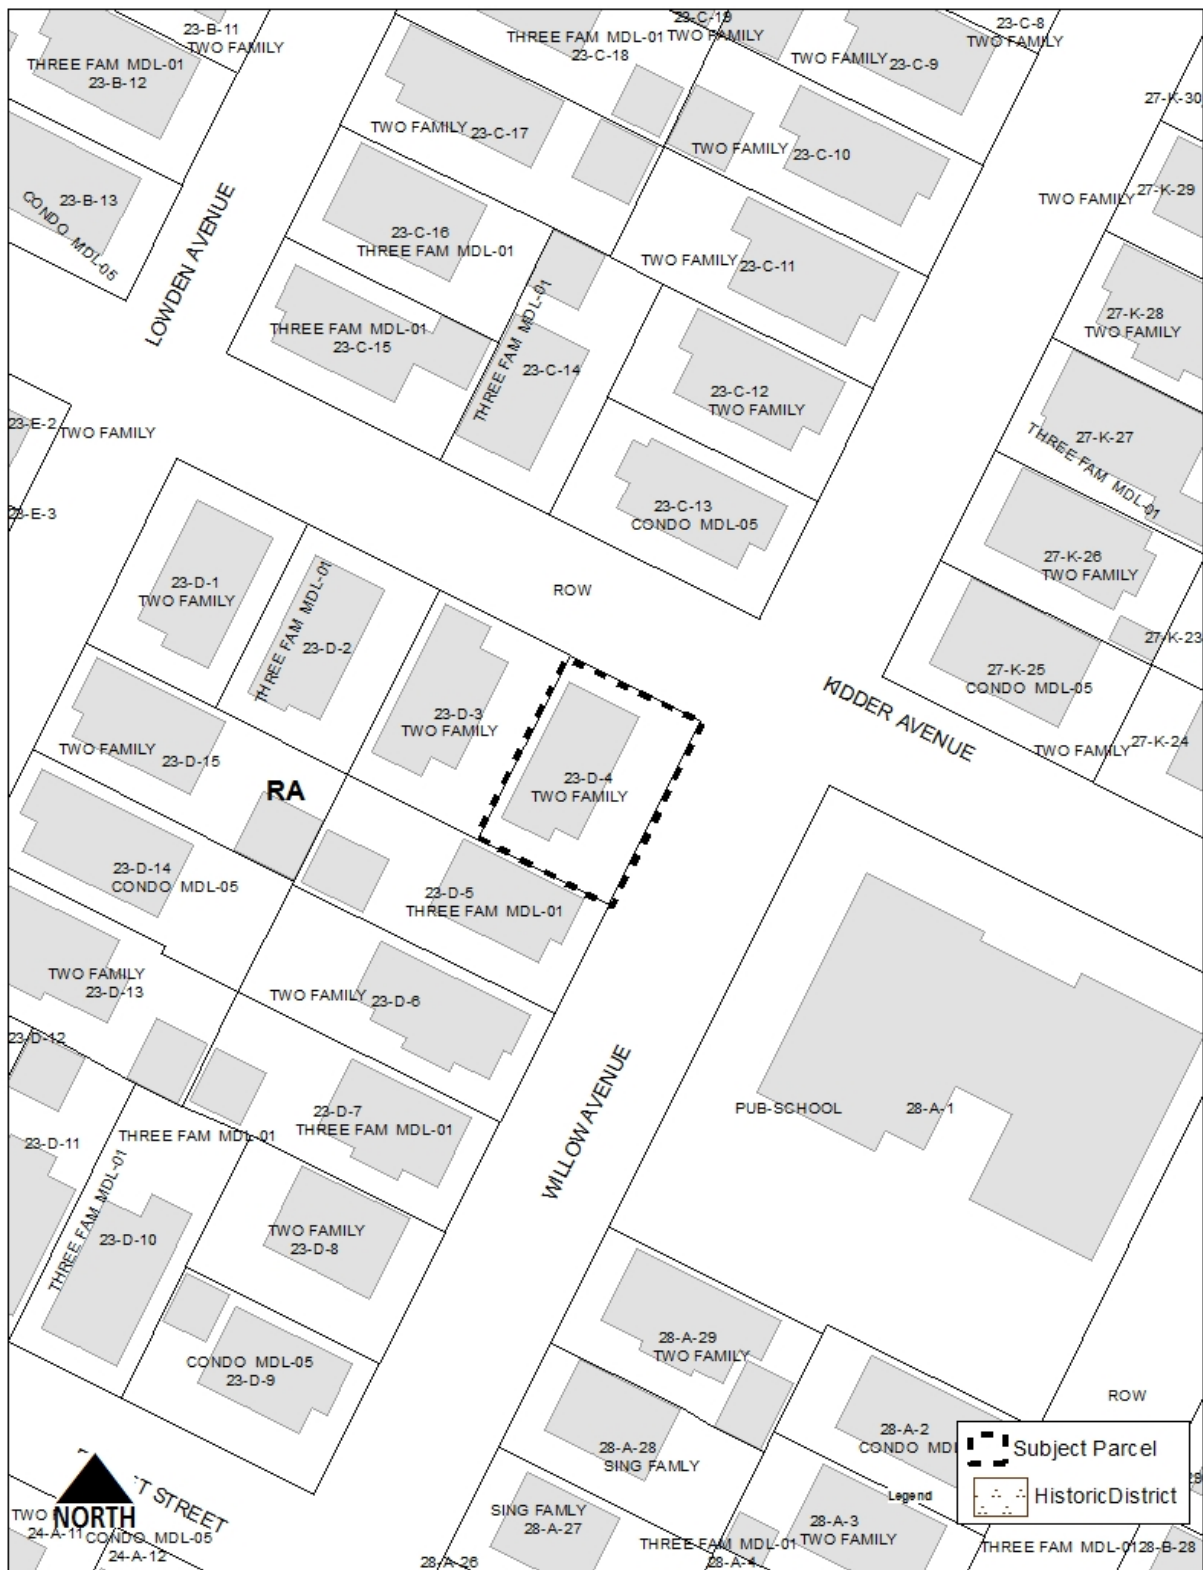 23-B-11
TWO FAMILY
THREE FAM MDL-01
23-B-12
23-C-19
TWO FAMILY
THREE FAM MDL-01
23-C-18
23-C-8
TWO FAMILY
TWO FAMILY 23-C-9
27-K-30
TWO FAMILY 23-C-17
TWO FAMILY 23-C-10
TWO FAMILY 27-K-29
23-B-13
CONDO MDL-05
LOWDEN AVENUE
23-C-16
THREE FAM MDL-01
TWO FAMILY 23-C-11
27-K-28
TWO FAMILY
THREE FAM MDL-01
23-C-15
THREE FAM MDL-01
23-C-14
23-C-12
TWO FAMILY
23-E-2 TWO FAMILY
27-K-27
THREE FAM MDL-01
23-E-3
23-C-13
CONDO MDL-05
27-K-26
TWO FAMILY
23-D-1
TWO FAMILY
ROW
THREE FAM MDL-01
23-D-2
27-K-23
27-K-25
CONDO MDL-05
23-D-3
TWO FAMILY
KIDDER AVENUE
TWO FAMILY 27-K-24
TWO FAMILY 23-D-15
RA
23-D-4
TWO FAMILY
23-D-14
CONDO MDL-05
23-D-5
THREE FAM MDL-01
TWO FAMILY
23-D-13
TWO FAMILY 23-D-6
23-D-12
WILLOW AVENUE
PUB-SCHOOL 28-A-1
23-D-7
THREE FAM MDL-01
THREE FAM MDL-01
23-D-11
THREE FAM MDL-01
23-D-10
TWO FAMILY
23-D-8
CONDO MDL-05
23-D-9
28-A-29
TWO FAMILY
ROW
28-A-2
CONDO MDL
28-A-28
SING FAMLY
Subject Parcel
Legend
HistoricDistrict
T STREET
NORTH
TWO F
24-A-11
CONDO MDL-05
24-A-12
SING FAMLY
28-A-27
28-A-3
TWO FAMILY
THREE FAM MDL-01
28-A-4
28-A-26
THREE FAM MDL-01 28-B-28